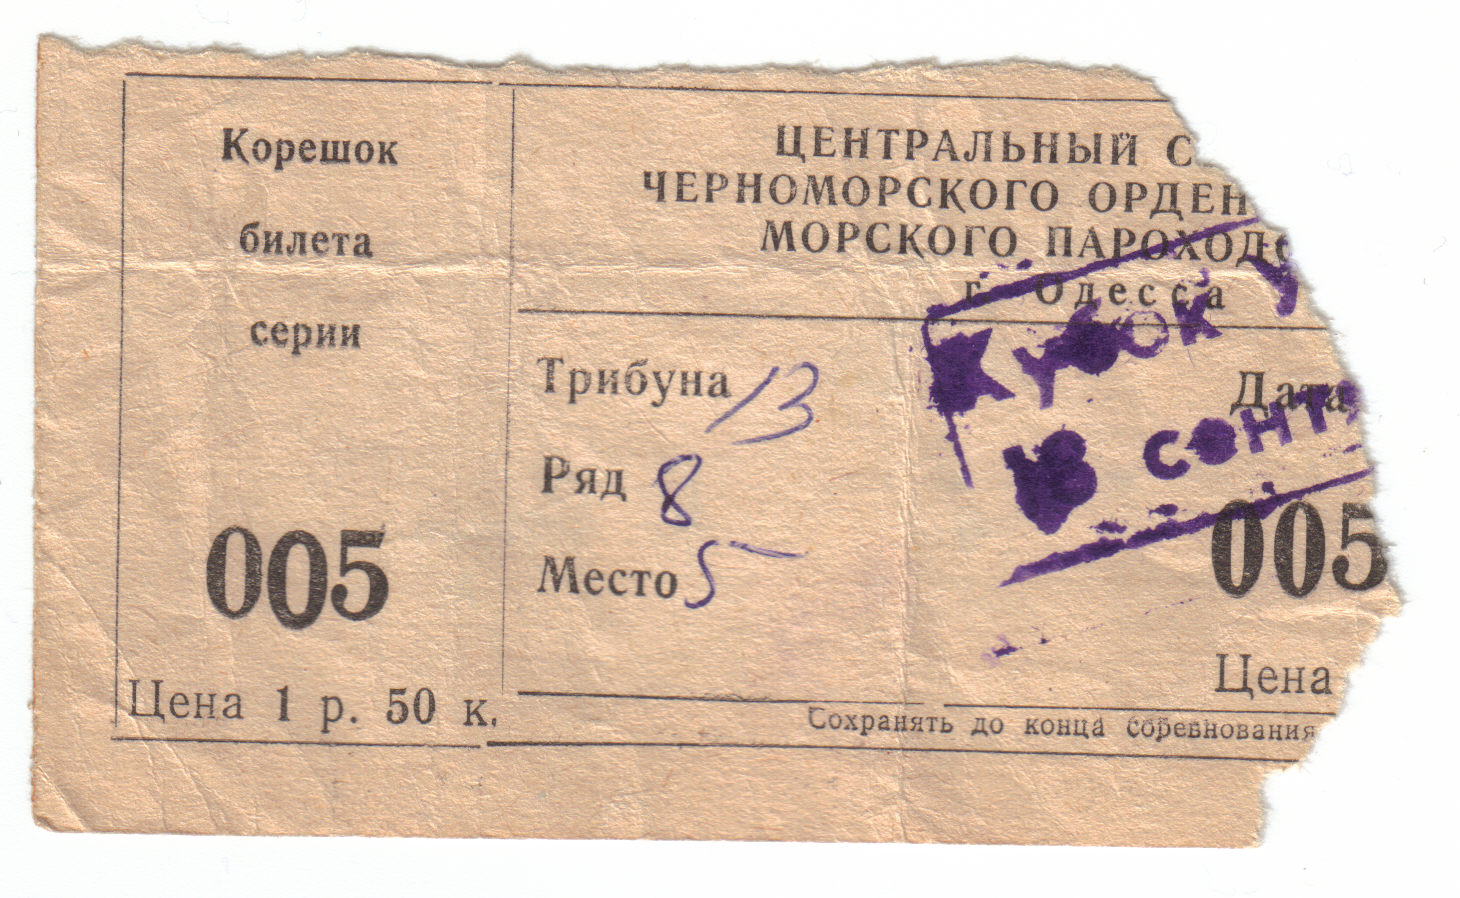 Корешок
билета
серии
005
Цена 1 р. 50 к.
ЦЕНТРАЛЬНЫЙ С
ЧЕРНОМОРСКОГО ОРДЕН
МОРСКОГО ПАРОХОДС
г. Одесса
Трибуна 13
Ряд 8
Место 5
Кубок У
Дата
18 сентя
005
Цена
Сохранять до конца соревнования